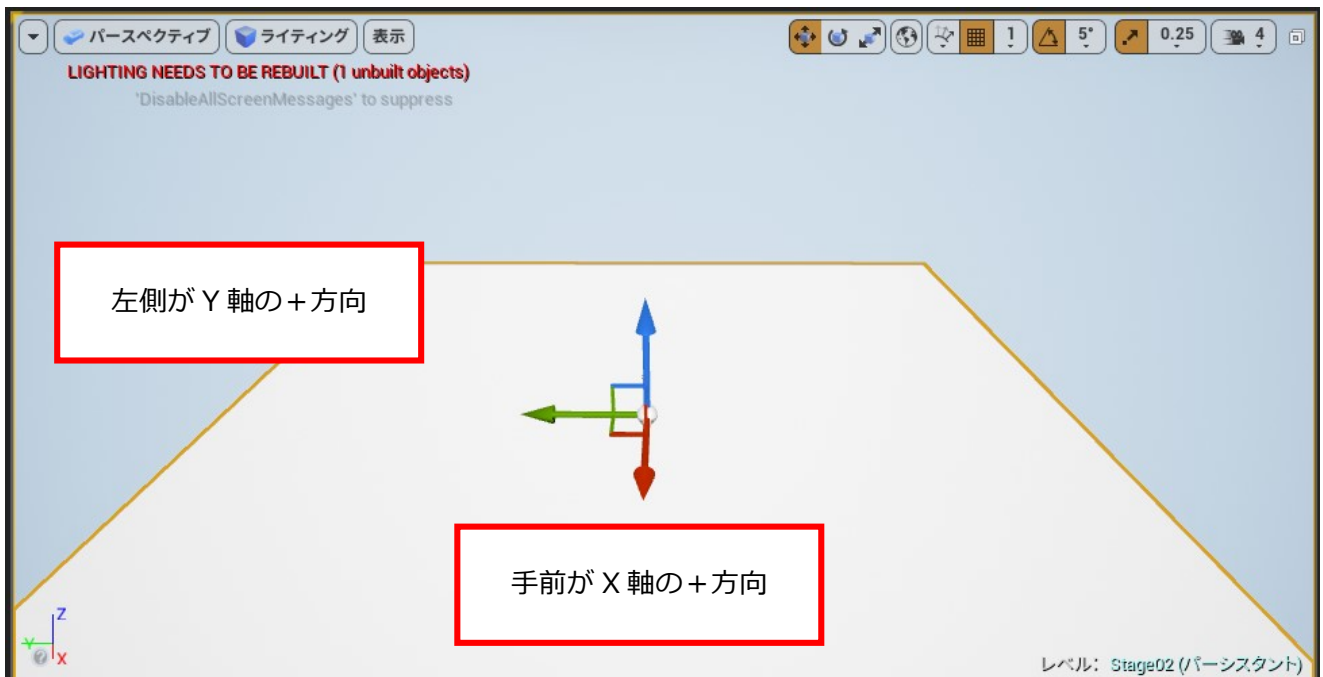 パースペクティブ ライティング 表示 1 5° 0.25 4
LIGHTING NEEDS TO BE REBUILT (1 unbuilt objects)
'DisableAllScreenMessages' to suppress
左側が Y 軸の+方向
手前が X 軸の+方向
Z
Y
? X
レベル: Stage02 (パーシスタント)